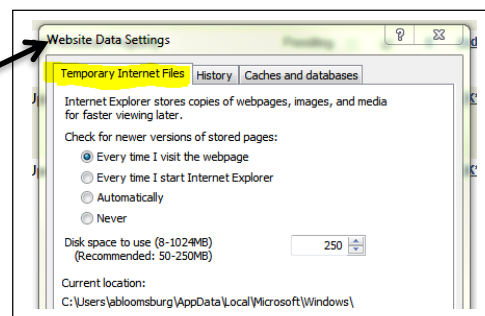 Website Data Settings
Temporary Internet Files History Caches and databases
Internet Explorer stores copies of webpages, images, and media
for faster viewing later.
Check for newer versions of stored pages:
Every time I visit the webpage
Every time I start Internet Explorer
Automatically
Never
Disk space to use (8-1024MB) 250
(Recommended: 50-250MB)
Current location:
C:\Users\abloomsburg\AppData\Local\Microsoft\Windows\